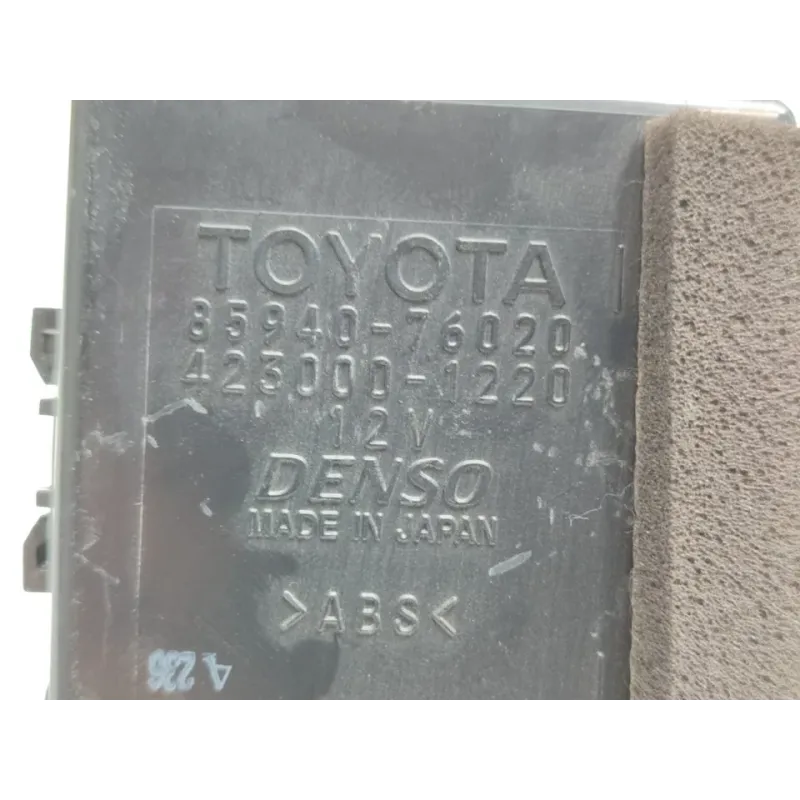 TOYOTA
85940-76020
423000-1220
12V
DENSO
MADE IN JAPAN
>ABS<
A 236